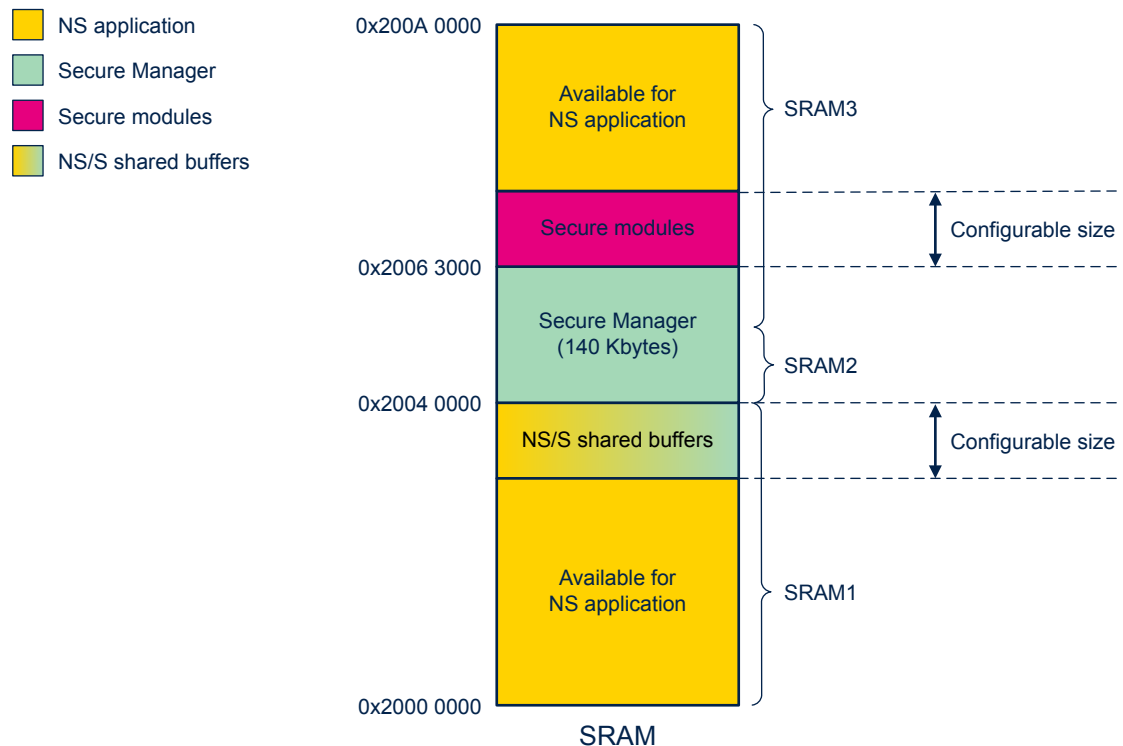 NS application
Secure Manager
Secure modules
NS/S shared buffers
0x200A 0000
Available for
NS application
SRAM3
Secure modules
Configurable size
0x2006 3000
Secure Manager
(140 Kbytes)
SRAM2
0x2004 0000
NS/S shared buffers
Configurable size
Available for
NS application
SRAM1
0x2000 0000
SRAM